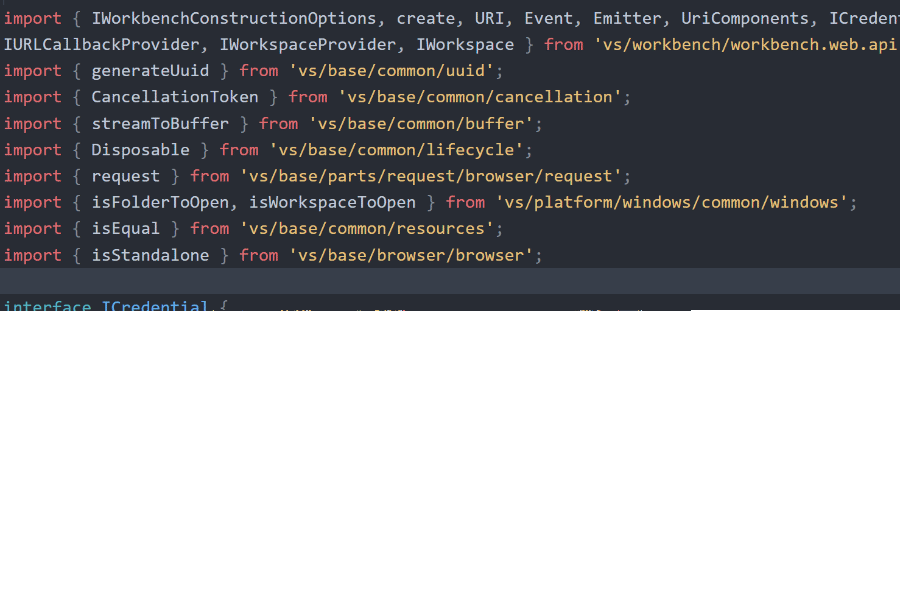 import { IWorkbenchConstructionOptions, create, URI, Event, Emitter, UriComponents, ICreden
IURLCallbackProvider, IWorkspaceProvider, IWorkspace } from 'vs/workbench/workbench.web.api
import { generateUuid } from 'vs/base/common/uuid';
import { CancellationToken } from 'vs/base/common/cancellation';
import { streamToBuffer } from 'vs/base/common/buffer';
import { Disposable } from 'vs/base/common/lifecycle';
import { request } from 'vs/base/parts/request/browser/request';
import { isFolderToOpen, isWorkspaceToOpen } from 'vs/platform/windows/common/windows';
import { isEqual } from 'vs/base/common/resources';
import { isStandalone } from 'vs/base/browser/browser';
interface ICredential {